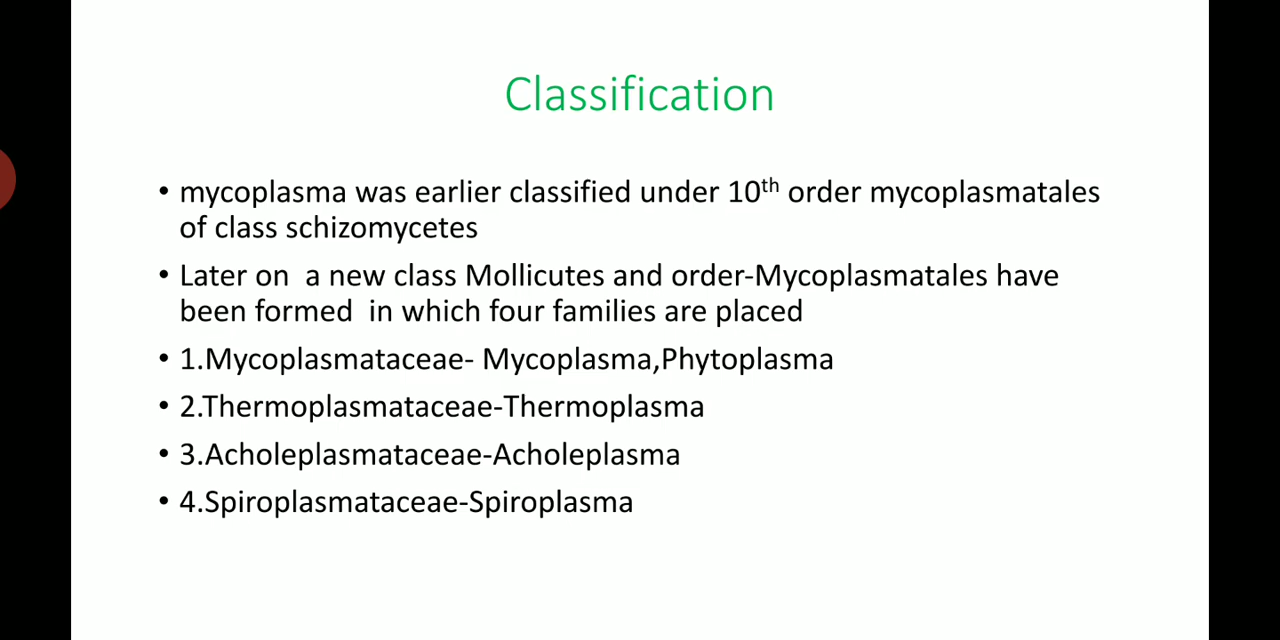 Classification
• mycoplasma was earlier classified under 10th order mycoplasmatales
of class schizomycetes
• Later on  a new class Mollicutes and order-Mycoplasmatales have
been formed  in which four families are placed
• 1.Mycoplasmataceae- Mycoplasma,Phytoplasma
• 2.Thermoplasmataceae-Thermoplasma
• 3.Acholeplasmataceae-Acholeplasma
• 4.Spiroplasmataceae-Spiroplasma